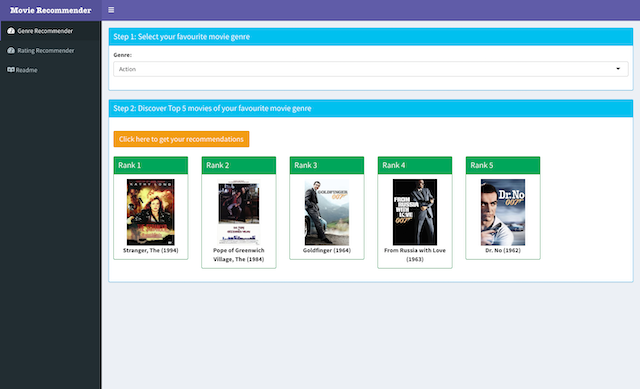 Movie Recommender
Genre Recommender
Rating Recommender
Readme
Step 1: Select your favourite movie genre
Genre:
Action
Step 2: Discover Top 5 movies of your favourite movie genre
Click here to get your recommendations
Rank 1
Rank 2
Rank 3
Rank 4
Rank 5
GOLDFINGER
007
FROM
RUSSIA
WITH
LOVE
007
Dr. No
007
Stranger, The (1994)
Pope of Greenwich
Village, The (1984)
Goldfinger (1964)
From Russia with Love
(1963)
Dr. No (1962)